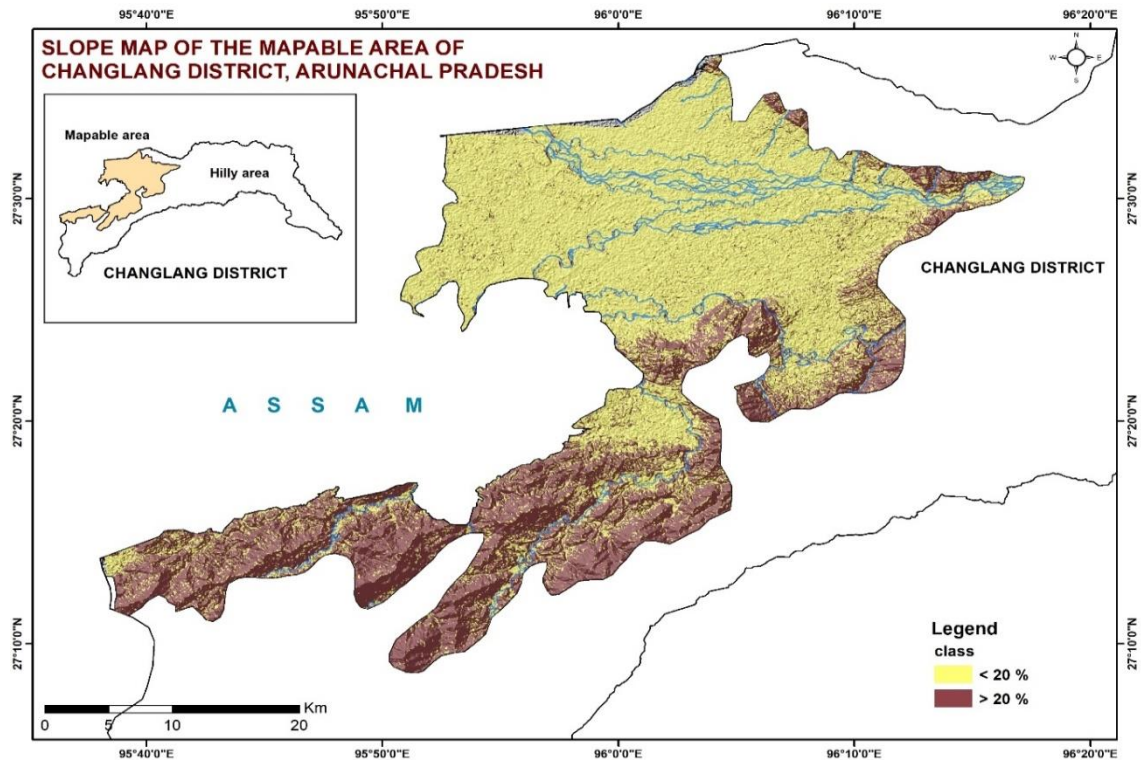 95°40'0"E 95°50'0"E 96°0'0"E 96°10'0"E 96°20'0"E
SLOPE MAP OF THE MAPABLE AREA OF
CHANGLANG DISTRICT, ARUNACHAL PRADESH
N
W E
S
Mapable area
Hilly area
CHANGLANG DISTRICT
27°30'0"N
27°30'0"N
CHANGLANG DISTRICT
ASSAM
27°20'0"N
27°20'0"N
27°10'0"N
27°10'0"N
Legend
class
< 20 %
> 20 %
Km
0 5 10 20
95°40'0"E 95°50'0"E 96°0'0"E 96°10'0"E 96°20'0"E